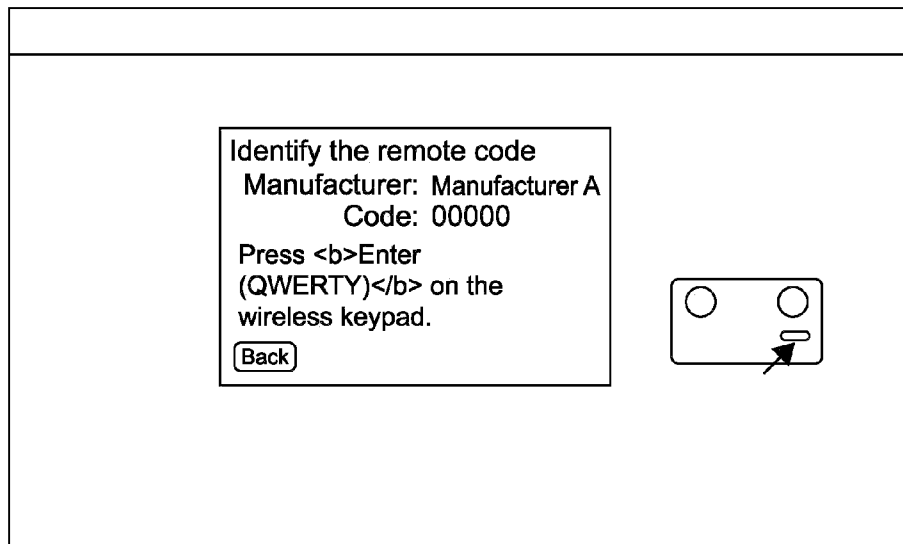 Identify the remote code
Manufacturer: Manufacturer A
Code: 00000
Press <b>Enter
(QWERTY)</b> on the
wireless keypad.
Back